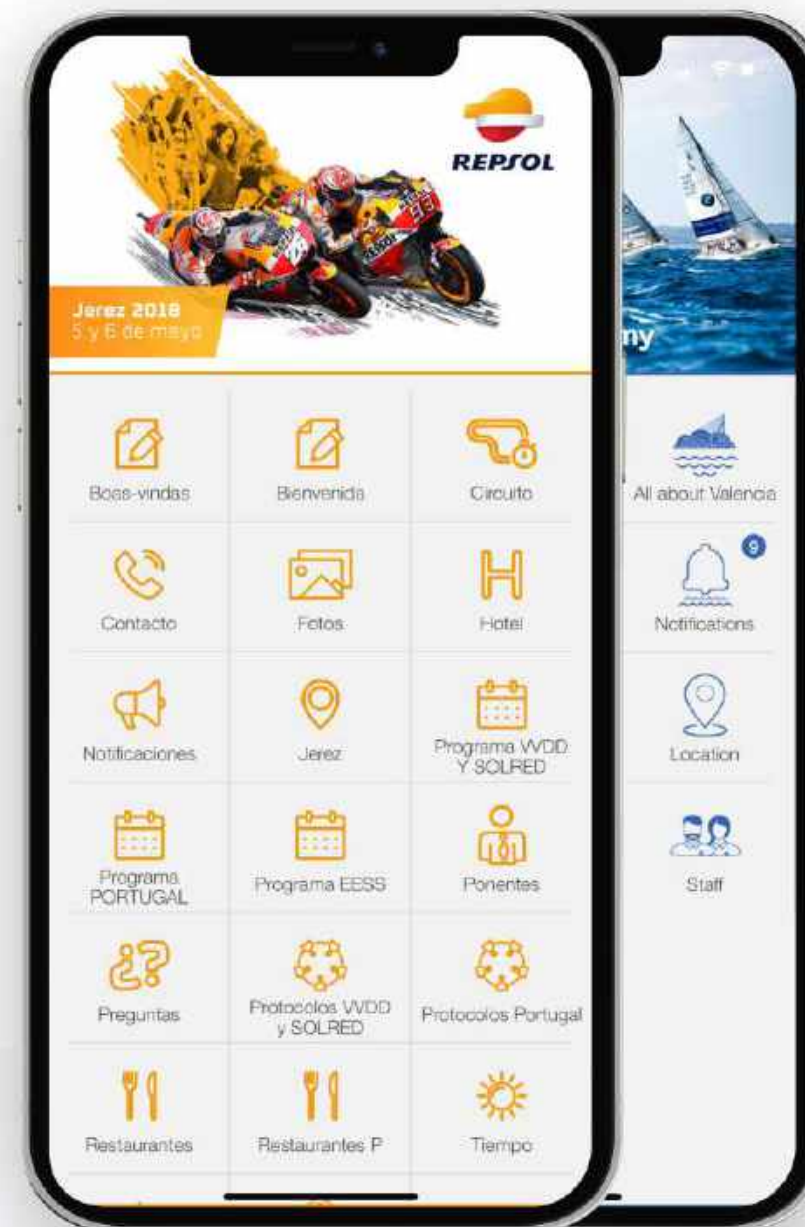 REPSOL
Jerez 2018
5 y 6 de mayo
Boas-vindas
Bienvenida
Circuito
Contacto
Fotos
Hotel
Notificaciones
Jerez
Programa VVDD
Y SOLRED
Programa
PORTUGAL
Programa EESS
Ponentes
Preguntas
Protocolos VVDD
y SOLRED
Protocolos Portugal
Restaurantes
Restaurantes P
Tiempo
my
All about Valencia
9
Notifications
Location
Staff